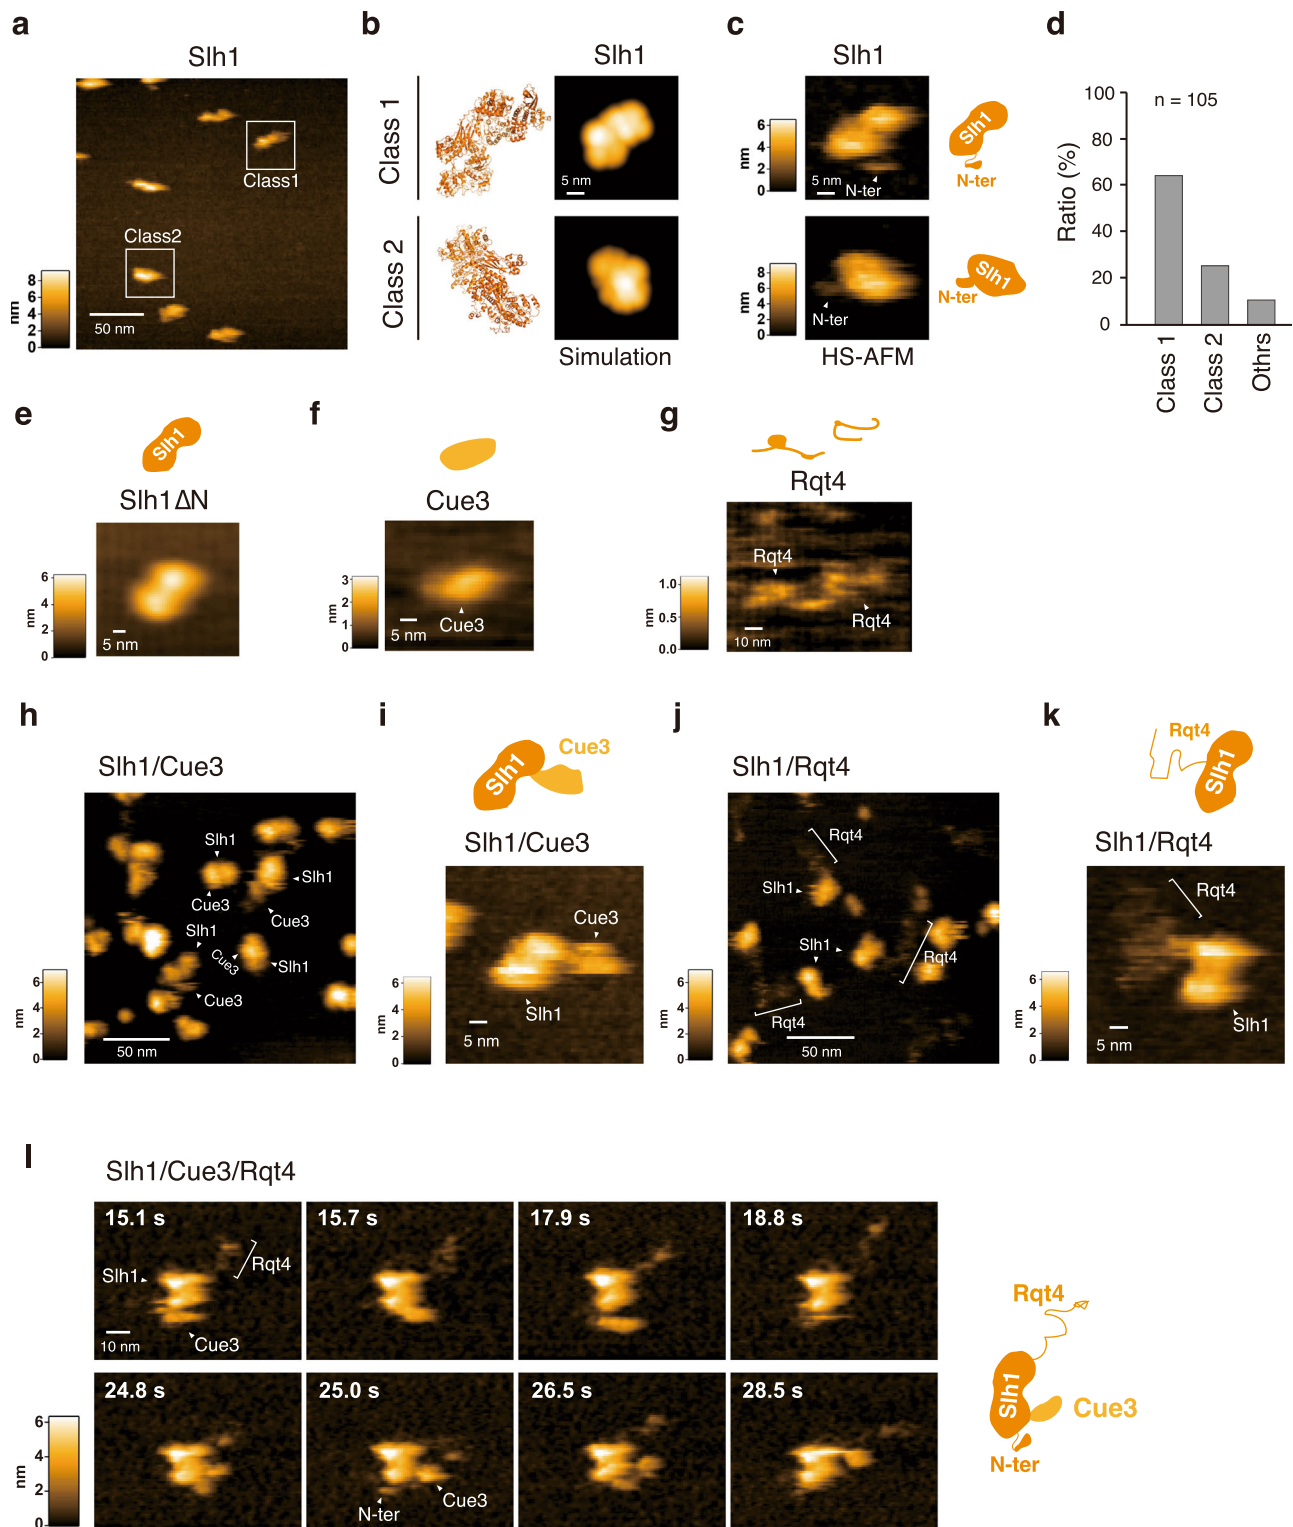 a
Slh1
Class1
Class2
50 nm
8
6
4
2
0
nm
b
Slh1
Class 1
5 nm
Class 2
Simulation
c
Slh1
6
4
2
0
nm
5 nm
N-ter
Slh1
N-ter
8
6
4
2
0
nm
N-ter
N-ter
Slh1
HS-AFM
d
n = 105
100
80
60
40
20
0
Ratio (%)
Class 1
Class 2
Othrs
e
Slh1
Slh1ΔN
6
4
2
0
nm
5 nm
f
Cue3
3
2
1
0
nm
5 nm
Cue3
g
Rqt4
Rqt4
Rqt4
1.0
0.5
0.0
nm
10 nm
h
Slh1/Cue3
Slh1
Slh1
Cue3
Cue3
Slh1
Cue3
Slh1
Cue3
6
4
2
0
nm
50 nm
i
Slh1
Cue3
Slh1/Cue3
Cue3
Slh1
6
4
2
0
nm
5 nm
j
Slh1/Rqt4
Rqt4
Slh1
Slh1
Rqt4
Rqt4
6
4
2
0
nm
50 nm
k
Rqt4
Slh1
Slh1/Rqt4
Rqt4
Slh1
6
4
2
0
nm
5 nm
l
Slh1/Cue3/Rqt4
15.1 s
Slh1
Rqt4
10 nm
Cue3
15.7 s
17.9 s
18.8 s
24.8 s
25.0 s
N-ter
Cue3
26.5 s
28.5 s
6
4
2
0
nm
Rqt4
Slh1
Cue3
N-ter